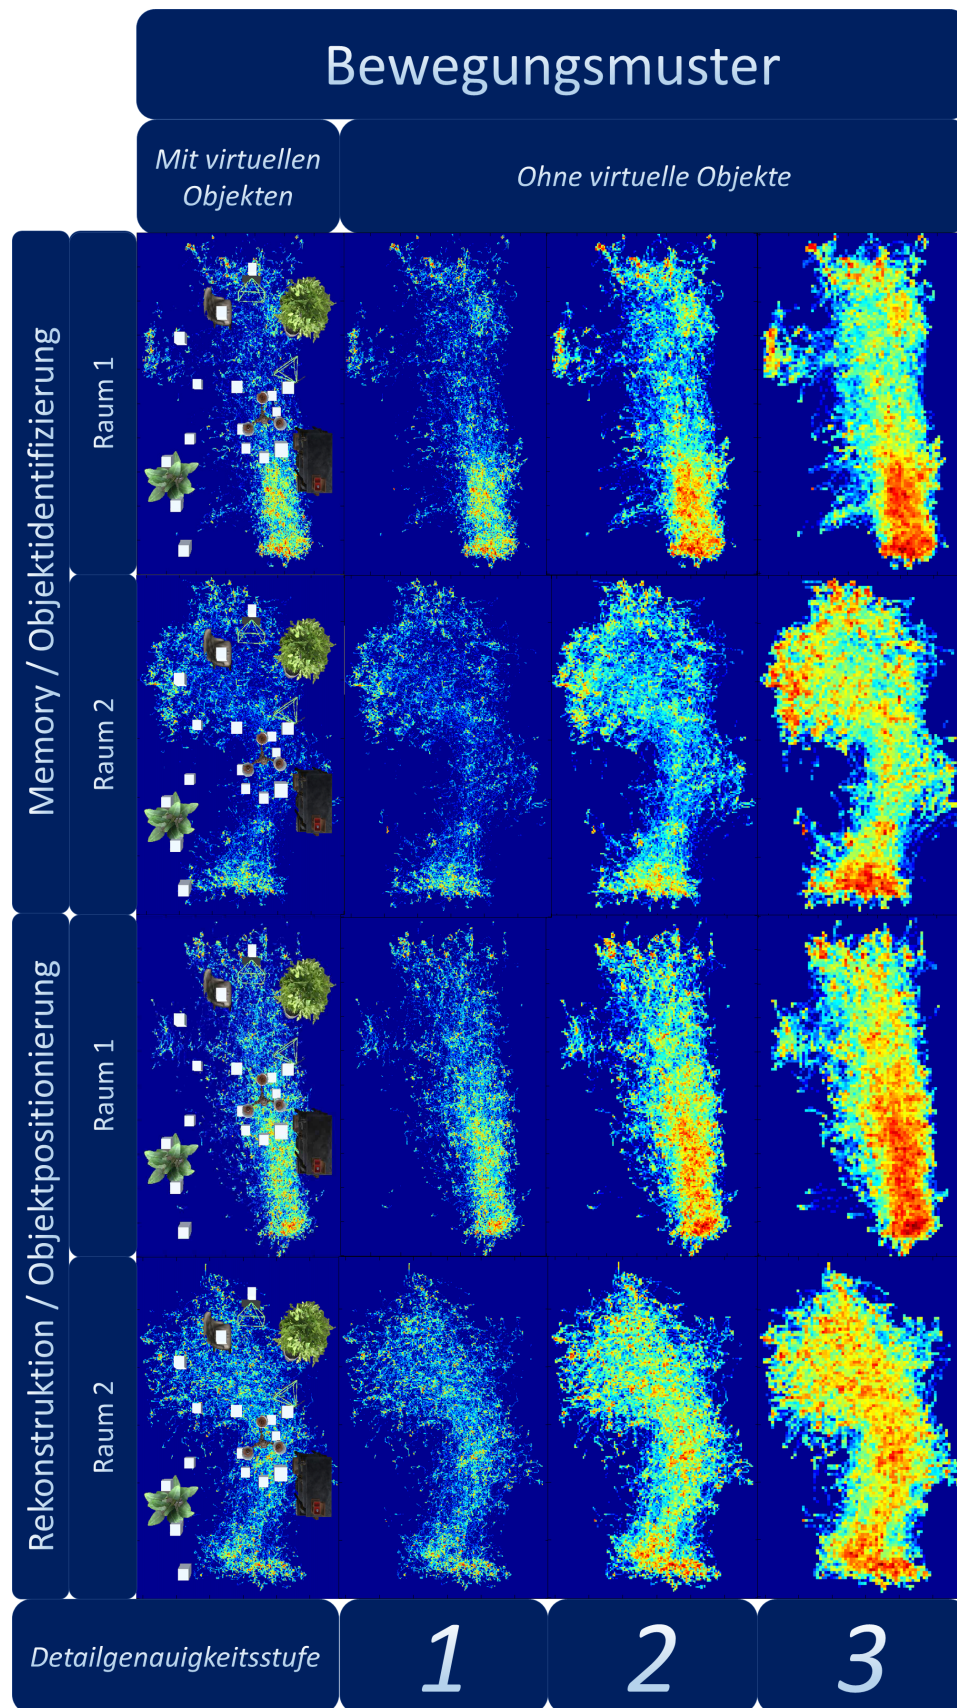 Bewegungsmuster
Mit virtuellen
Objekten
Ohne virtuelle Objekte
Memory / Objektidentifizierung
Raum 1
Raum 2
Rekonstruktion / Objektpositionierung
Raum 1
Raum 2
Detailgenauigkeitsstufe
1
2
3